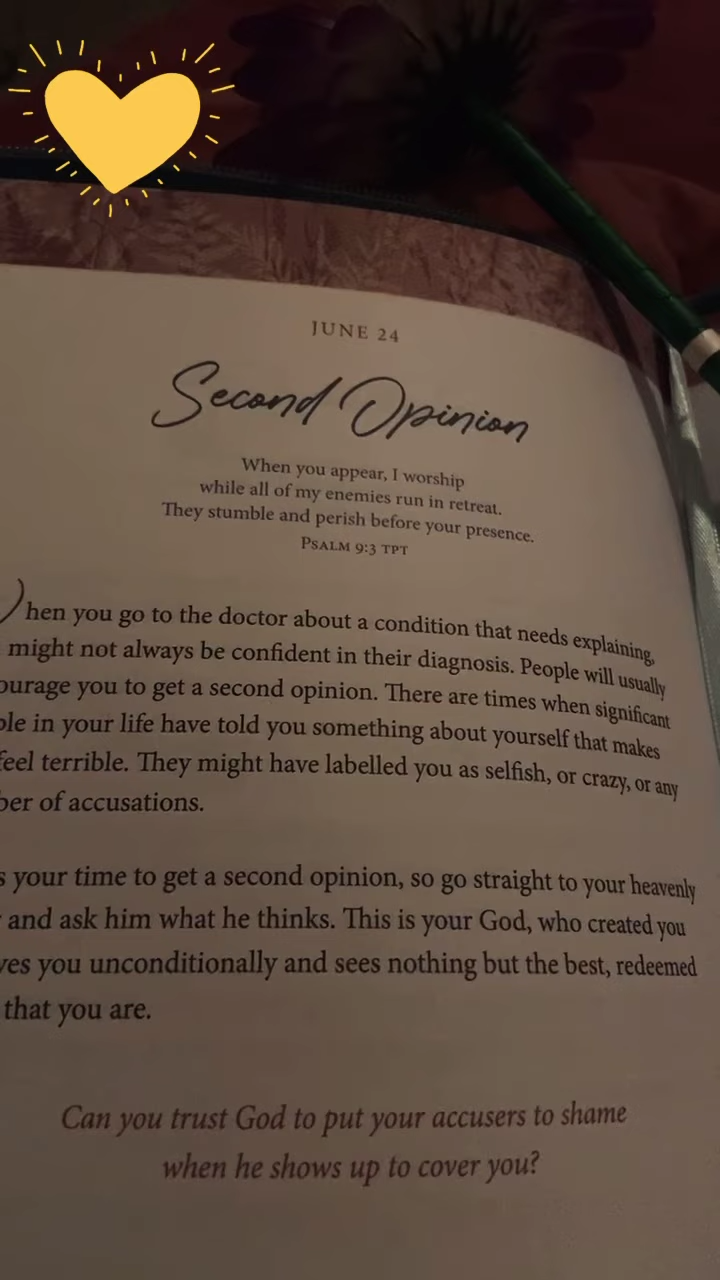 JUNE 24
Second Opinion
When you appear, I worship
while all of my enemies run in retreat.
They stumble and perish before your presence.
PSALM 9:3 TPT
hen you go to the doctor about a condition that needs explaining,
might not always be confident in their diagnosis. People will usually
ourage you to get a second opinion. There are times when significant
ple in your life have told you something about yourself that makes
feel terrible. They might have labelled you as selfish, or crazy, or any
ber of accusations.
s your time to get a second opinion, so go straight to your heavenly
and ask him what he thinks. This is your God, who created you
ves you unconditionally and sees nothing but the best, redeemed
that you are.
Can you trust God to put your accusers to shame
when he shows up to cover you?